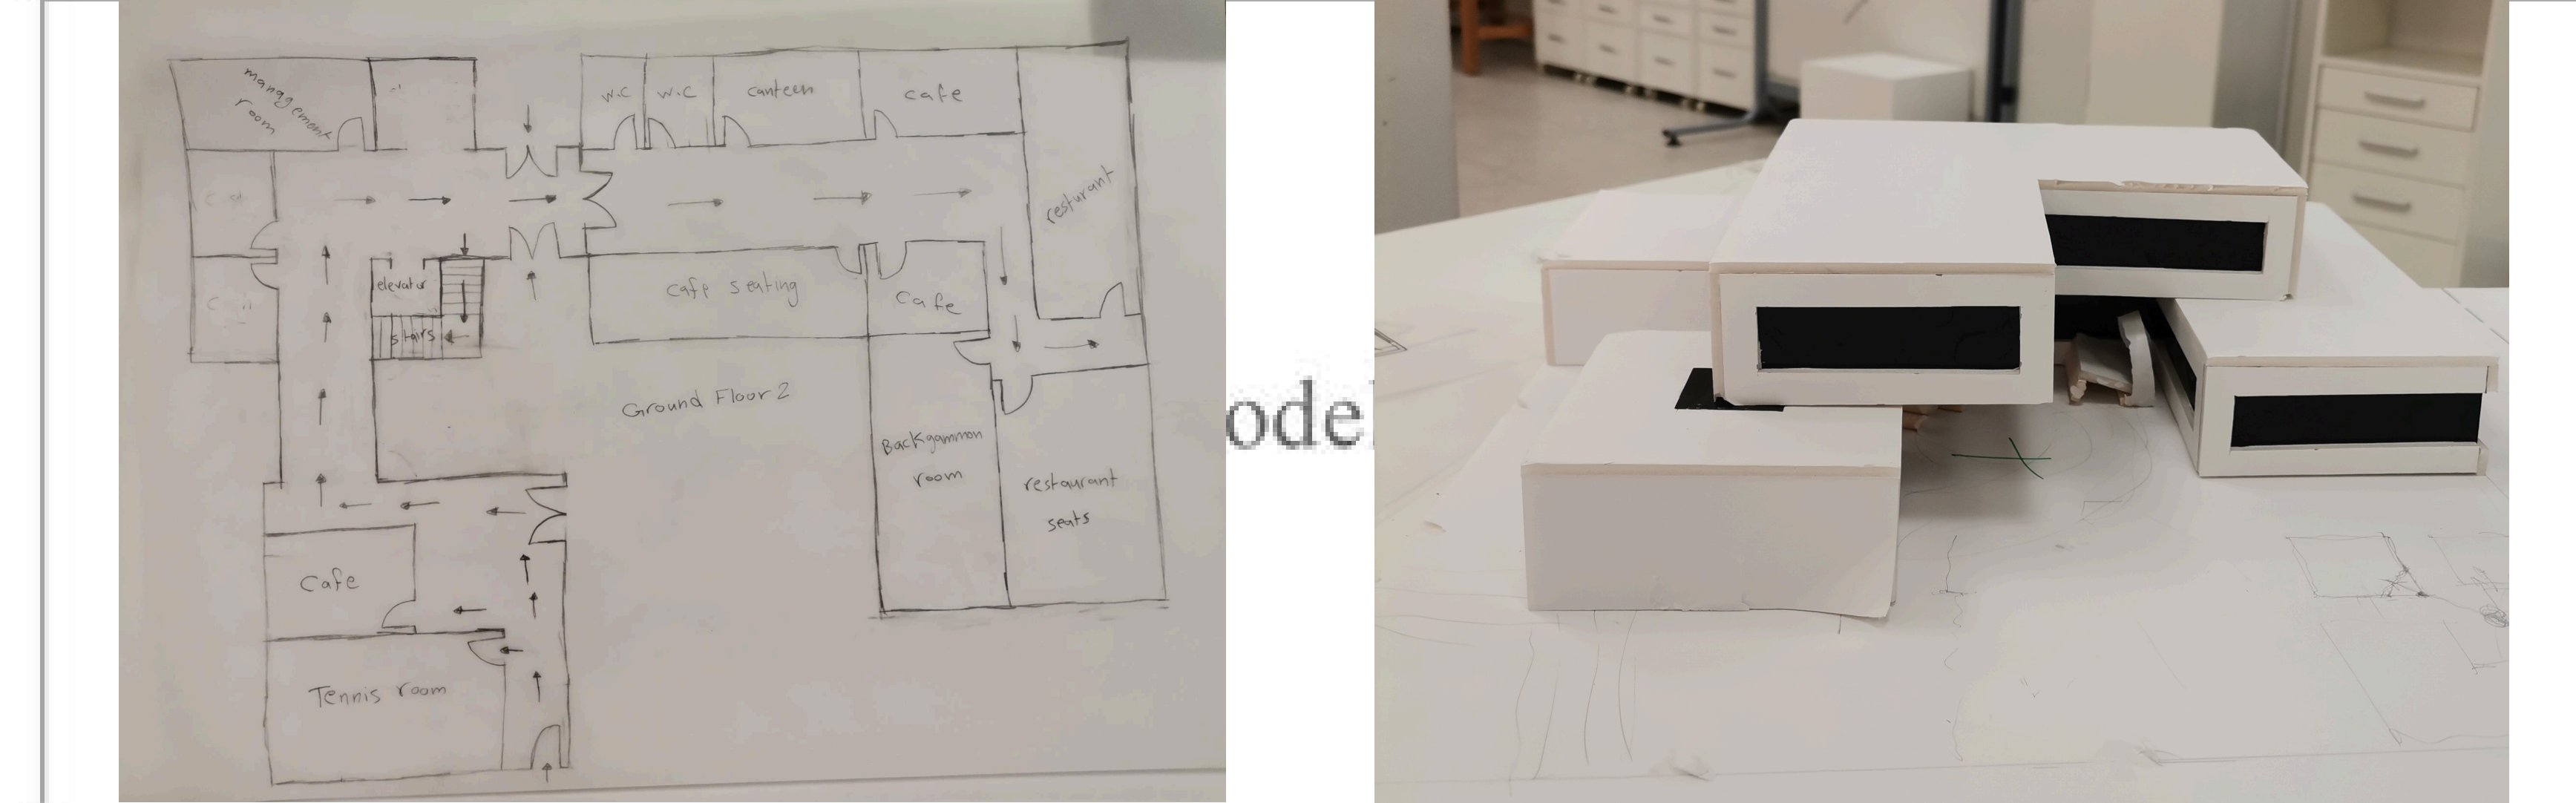 management
room
W.C
W.C
canteen
cafe
resturant
elevator
stairs
cafe seating
Cafe
Ground Floor 2
Backgammon
room
restaurant
seats
Cafe
Tennis room
odel